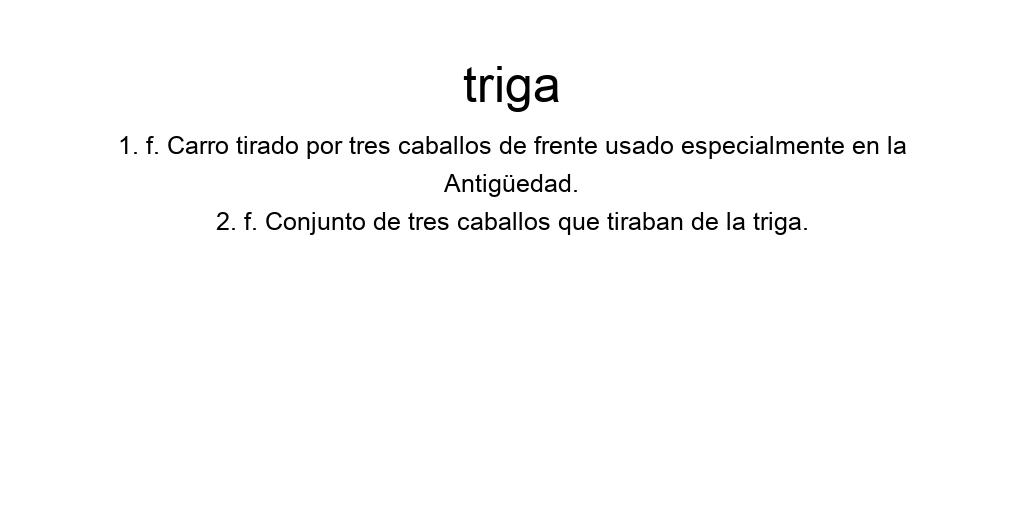 triga
1. f. Carro tirado por tres caballos de frente usado especialmente en la
Antigüedad.
2. f. Conjunto de tres caballos que tiraban de la triga.